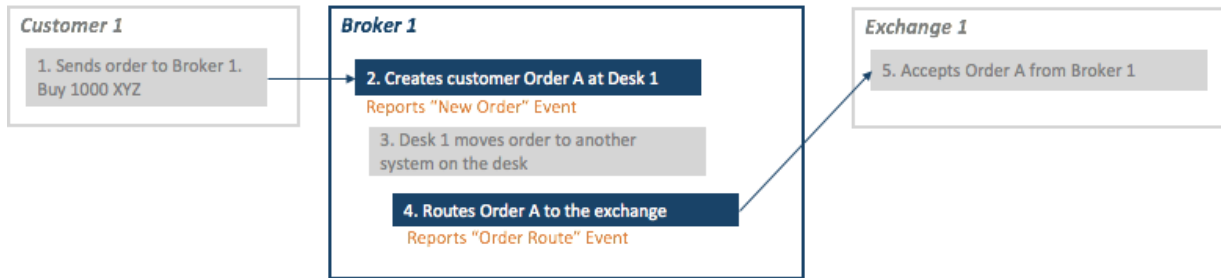 Customer 1
1. Sends order to Broker 1.
Buy 1000 XYZ
Broker 1
2. Creates customer Order A at Desk 1
Reports "New Order" Event
3. Desk 1 moves order to another
system on the desk
4. Routes Order A to the exchange
Reports "Order Route" Event
Exchange 1
5. Accepts Order A from Broker 1